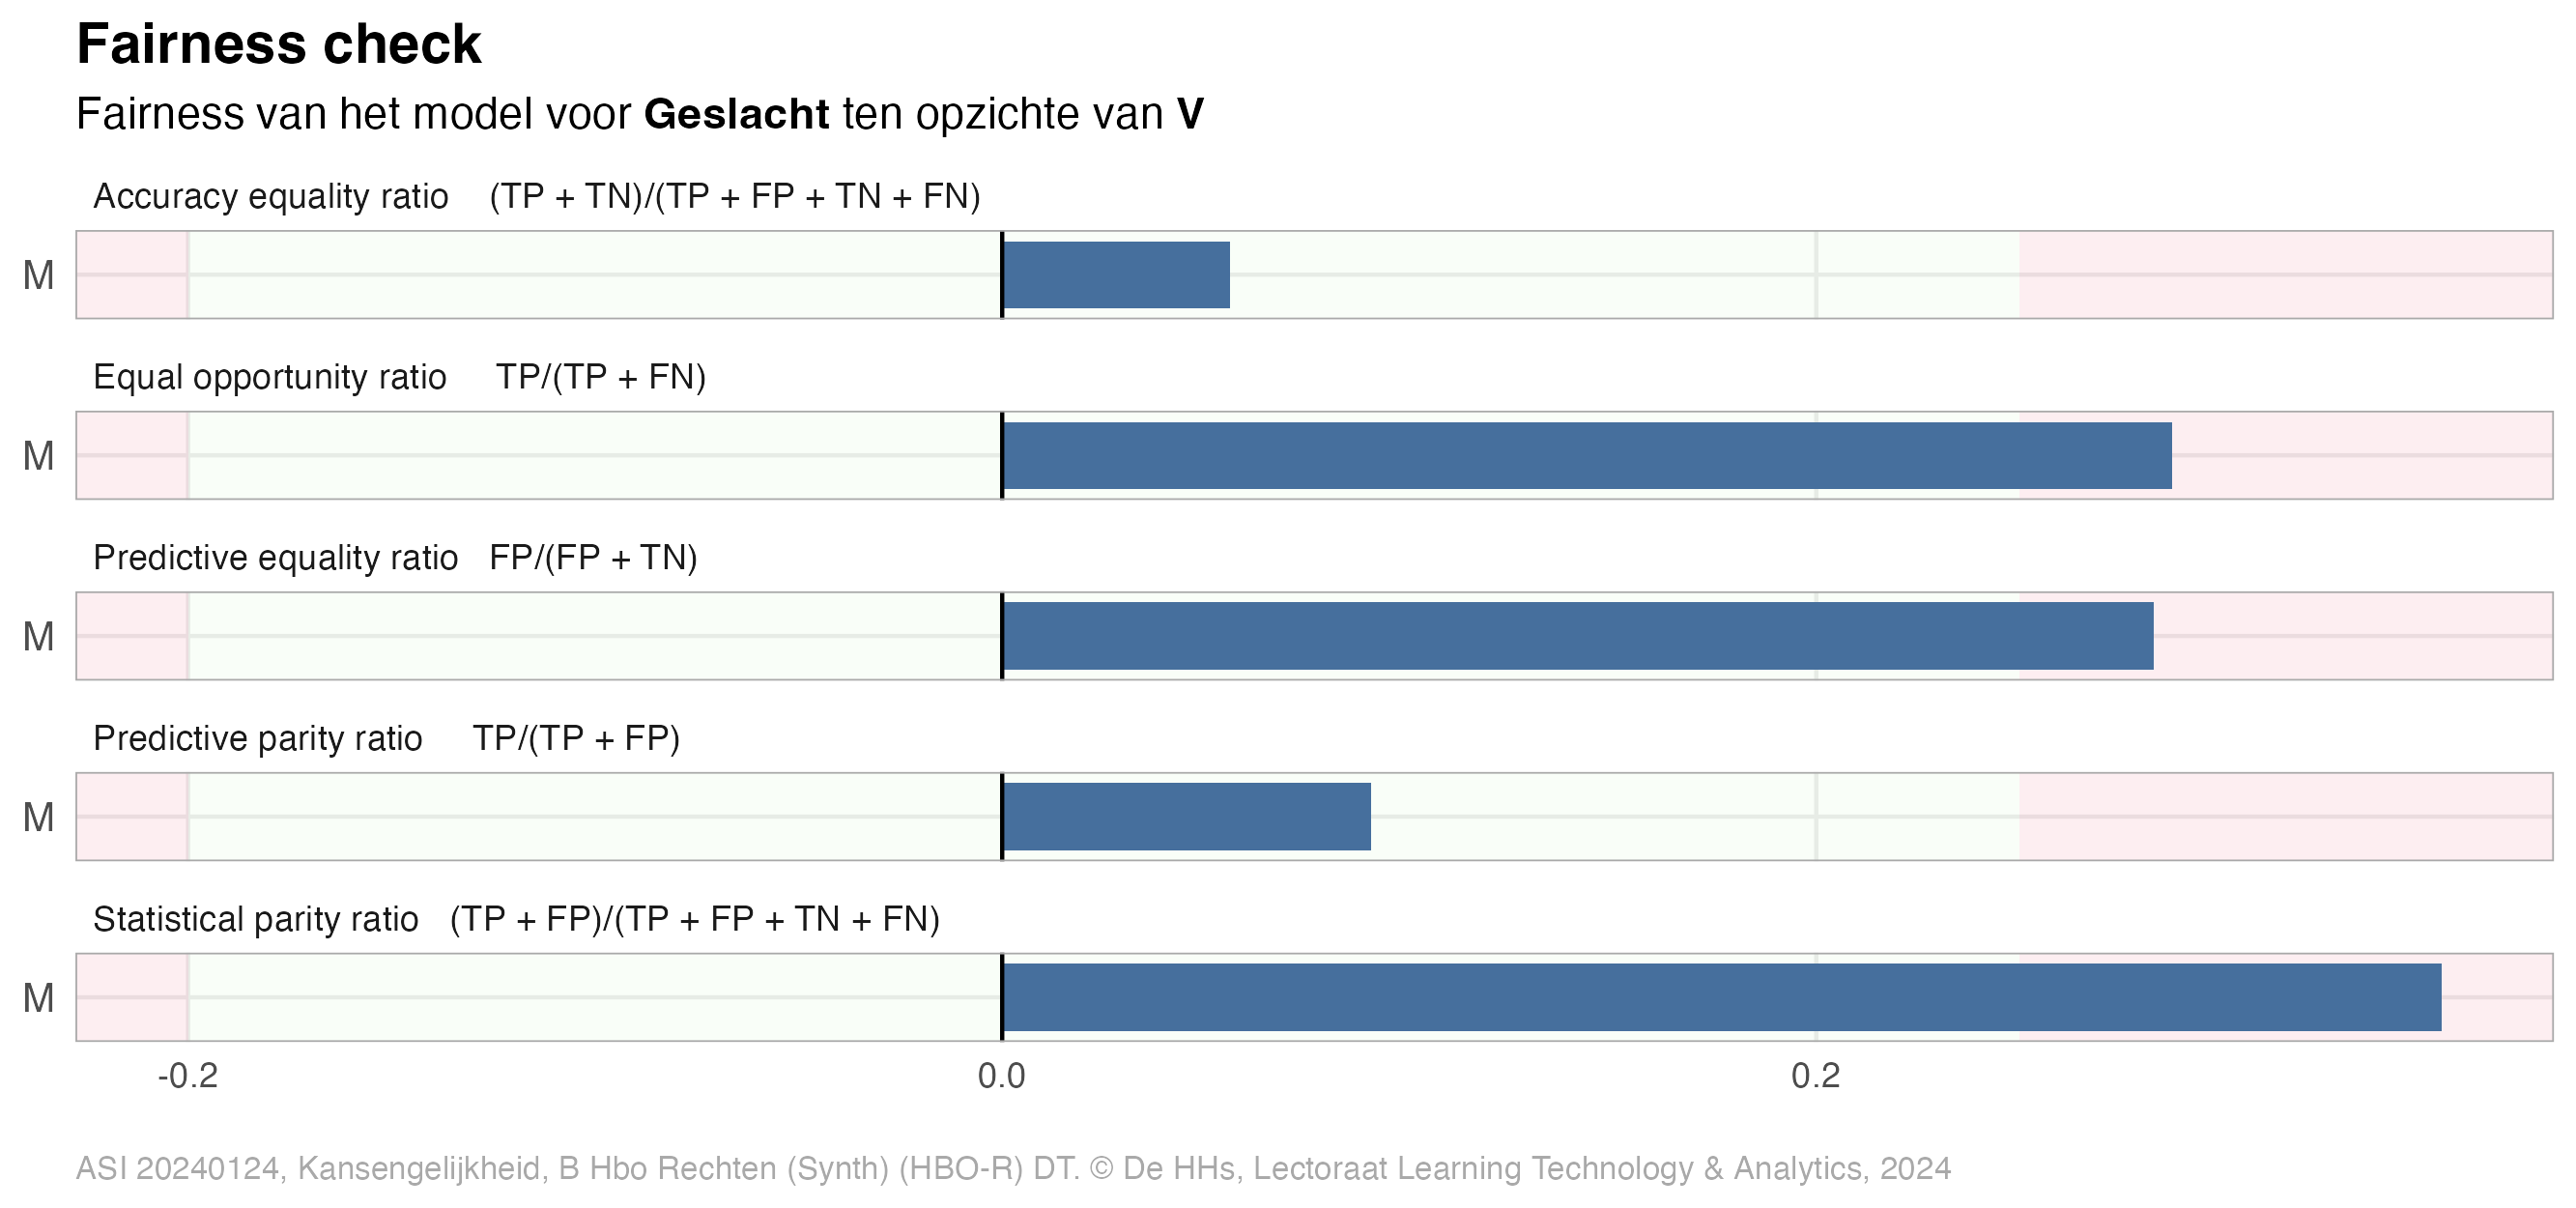 Fairness check
Fairness van het model voor Geslacht ten opzichte van V
Accuracy equality ratio (TP + TN)/(TP + FP + TN + FN)
M
Equal opportunity ratio TP/(TP + FN)
M
Predictive equality ratio FP/(FP + TN)
M
Predictive parity ratio TP/(TP + FP)
M
Statistical parity ratio (TP + FP)/(TP + FP + TN + FN)
M
-0.2 0.0 0.2
ASI 20240124, Kansengelijkheid, B Hbo Rechten (Synth) (HBO-R) DT. © De HHs, Lectoraat Learning Technology & Analytics, 2024